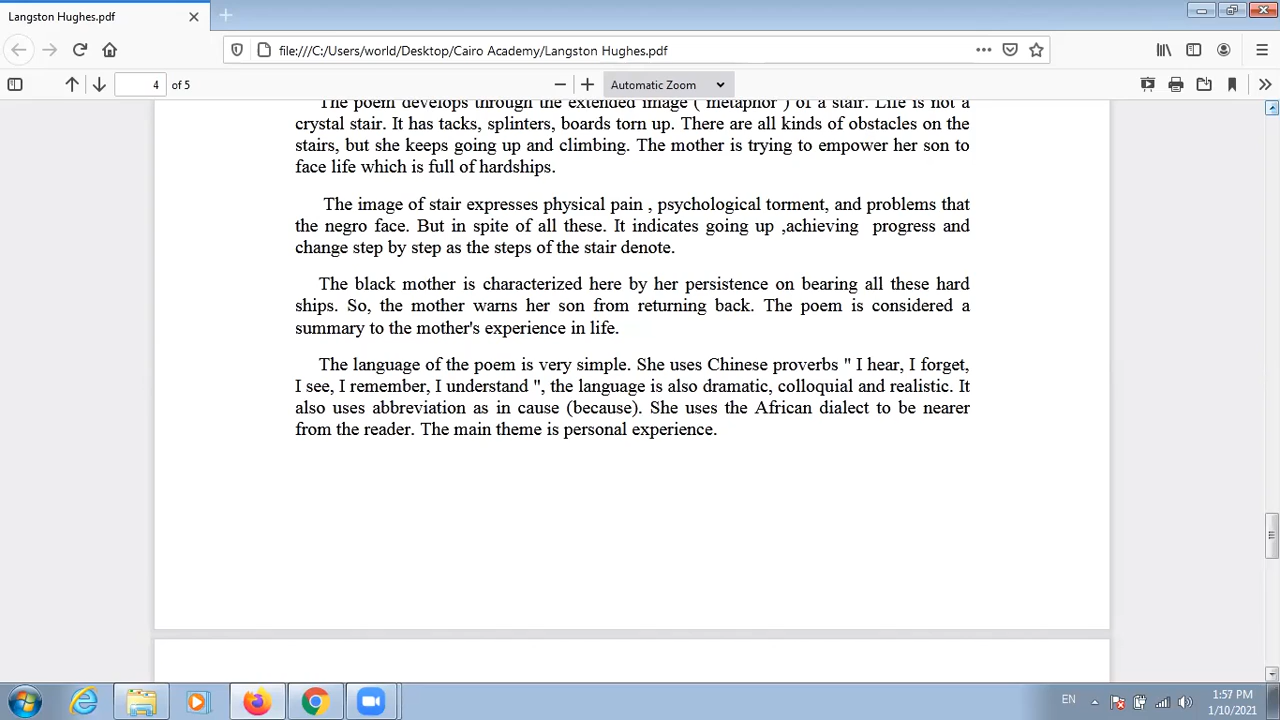 Langston Hughes.pdf
file:///C:/Users/world/Desktop/Cairo Academy/Langston Hughes.pdf
4 of 5
Automatic Zoom
The poem develops through the extended image ( metaphor ) of a stair. Life is not a
crystal stair. It has tacks, splinters, boards torn up. There are all kinds of obstacles on the
stairs, but she keeps going up and climbing. The mother is trying to empower her son to
face life which is full of hardships.
The image of stair expresses physical pain , psychological torment, and problems that
the negro face. But in spite of all these. It indicates going up ,achieving progress and
change step by step as the steps of the stair denote.
The black mother is characterized here by her persistence on bearing all these hard
ships. So, the mother warns her son from returning back. The poem is considered a
summary to the mother's experience in life.
The language of the poem is very simple. She uses Chinese proverbs " I hear, I forget,
I see, I remember, I understand ", the language is also dramatic, colloquial and realistic. It
also uses abbreviation as in cause (because). She uses the African dialect to be nearer
from the reader. The main theme is personal experience.
EN
1:57 PM
1/10/2021